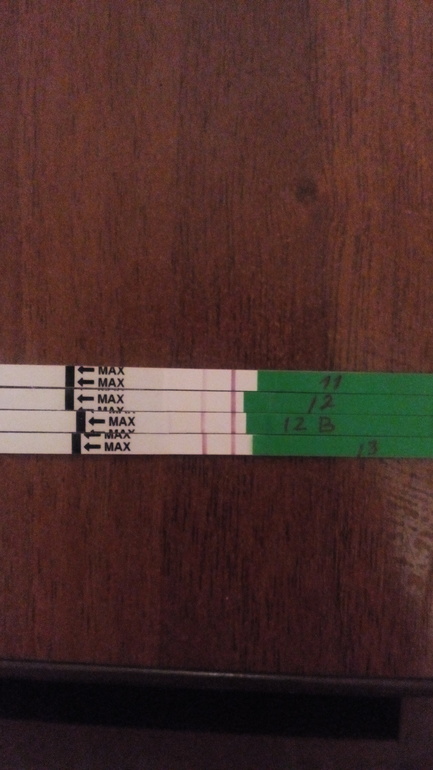 ← MAX
← MAX 11
← MAX 12
← MAX 12 B
← MAX
← MAX 13